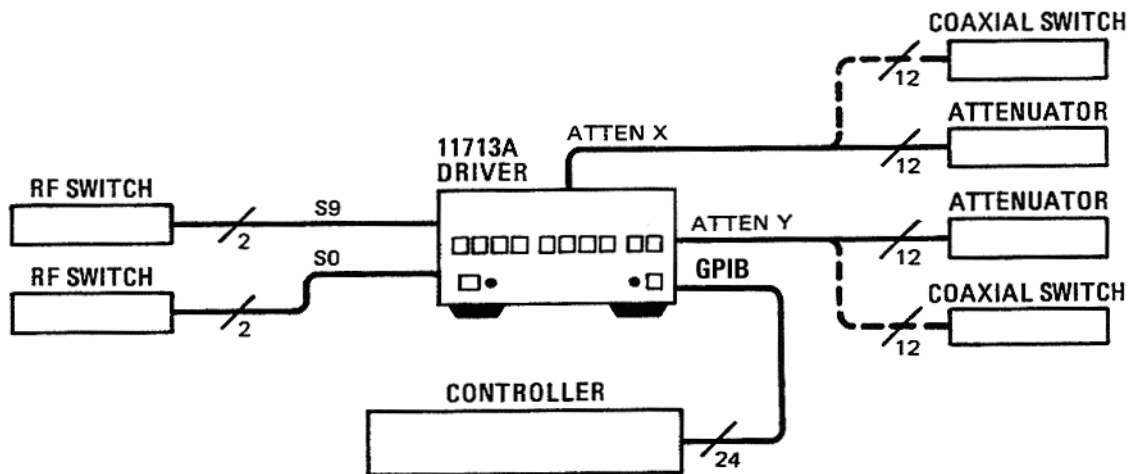 COAXIAL SWITCH
12
ATTEN X
ATTENUATOR
12
11713A
DRIVER
RF SWITCH
S9
2
ATTEN Y
ATTENUATOR
12
RF SWITCH
S0
2
GPIB
COAXIAL SWITCH
12
CONTROLLER
24